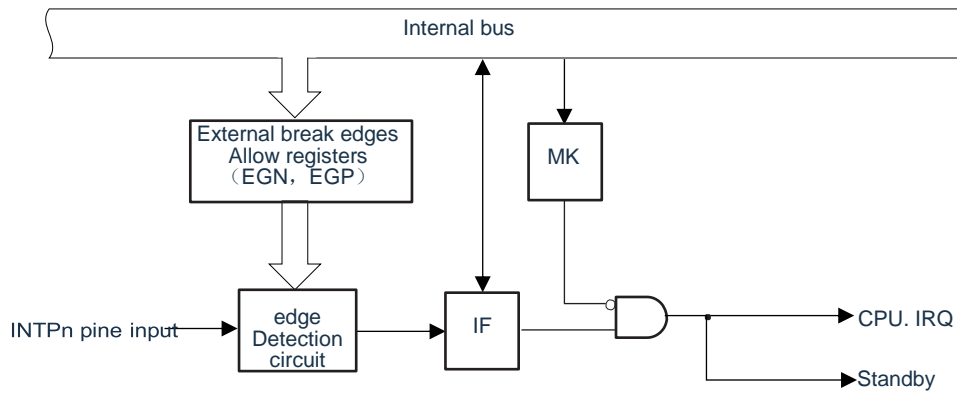 Internal bus
External break edges
Allow registers
（EGN，EGP）
MK
edge
Detection
circuit
IF
INTPn pine input
CPU. IRQ
Standby